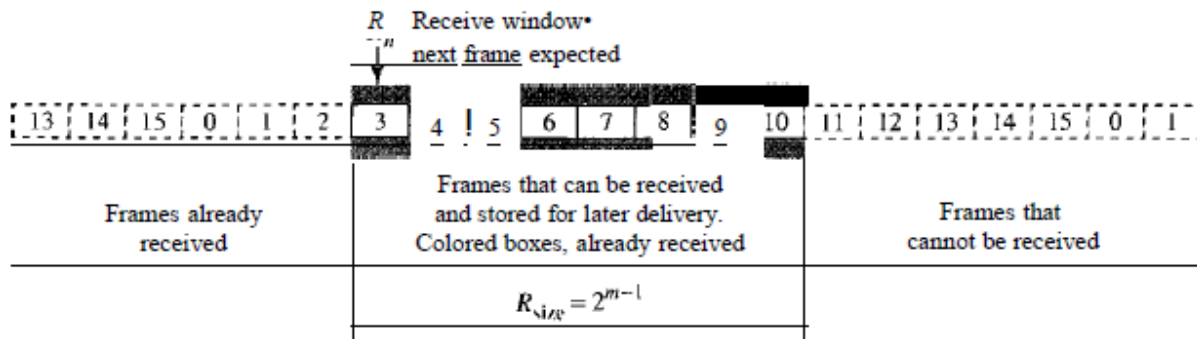 R Receive window•
n next frame expected
13 14 15 0 1 2 3 4 ! 5 6 7 8 9 10 11 12 13 14 15 0 1
Frames already
received
Frames that can be received
and stored for later delivery.
Colored boxes, already received
Frames that
cannot be received
Rsize = 2^m-1